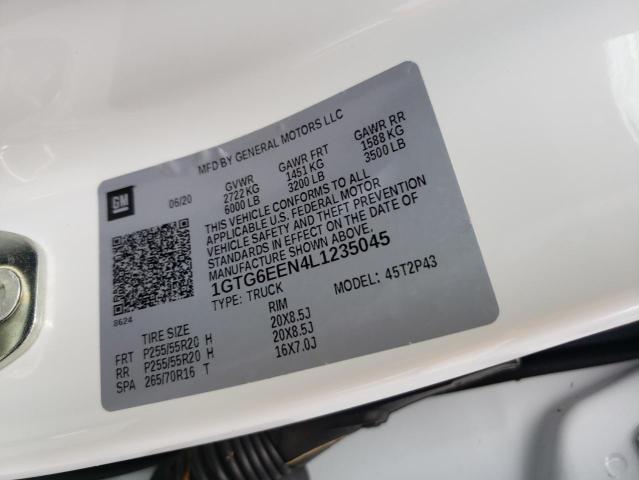 MFD BY GENERAL MOTORS LLC
GM
06/20
GVWR GAWR FRT GAWR RR
2722 KG 1451 KG 1588 KG
6000 LB 3200 LB 3500 LB
THIS VEHICLE CONFORMS TO ALL
APPLICABLE U.S. FEDERAL MOTOR
VEHICLE SAFETY AND THEFT PREVENTION
STANDARDS IN EFFECT ON THE DATE OF
MANUFACTURE SHOWN ABOVE.
1GTG6EEN4L1235045
8624
TYPE: TRUCK MODEL: 45T2P43
TIRE SIZE RIM
FRT P255/55R20 H 20X8.5J
RR P255/55R20 H 20X8.5J
SPA 265/70R16 T 16X7.0J